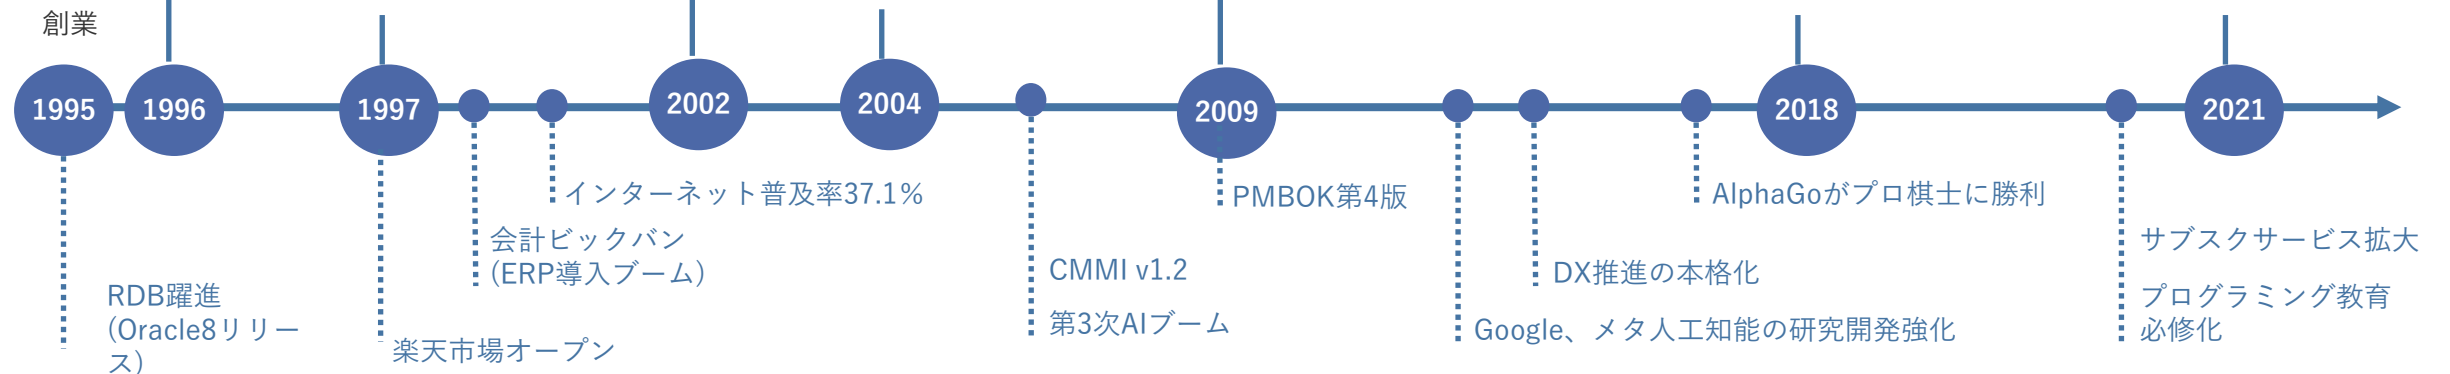 創業
1995
1996
1997
2002
2004
2009
2018
2021
インターネット普及率37.1%
PMBOK第4版
AlphaGoがプロ棋士に勝利
会計ビックバン
(ERP導入ブーム)
サブスクサービス拡大
CMMI v1.2
DX推進の本格化
RDB躍進
(Oracle8リリー
ス)
プログラミング教育
必修化
第3次AIブーム
Google、メタ人工知能の研究開発強化
楽天市場オープン